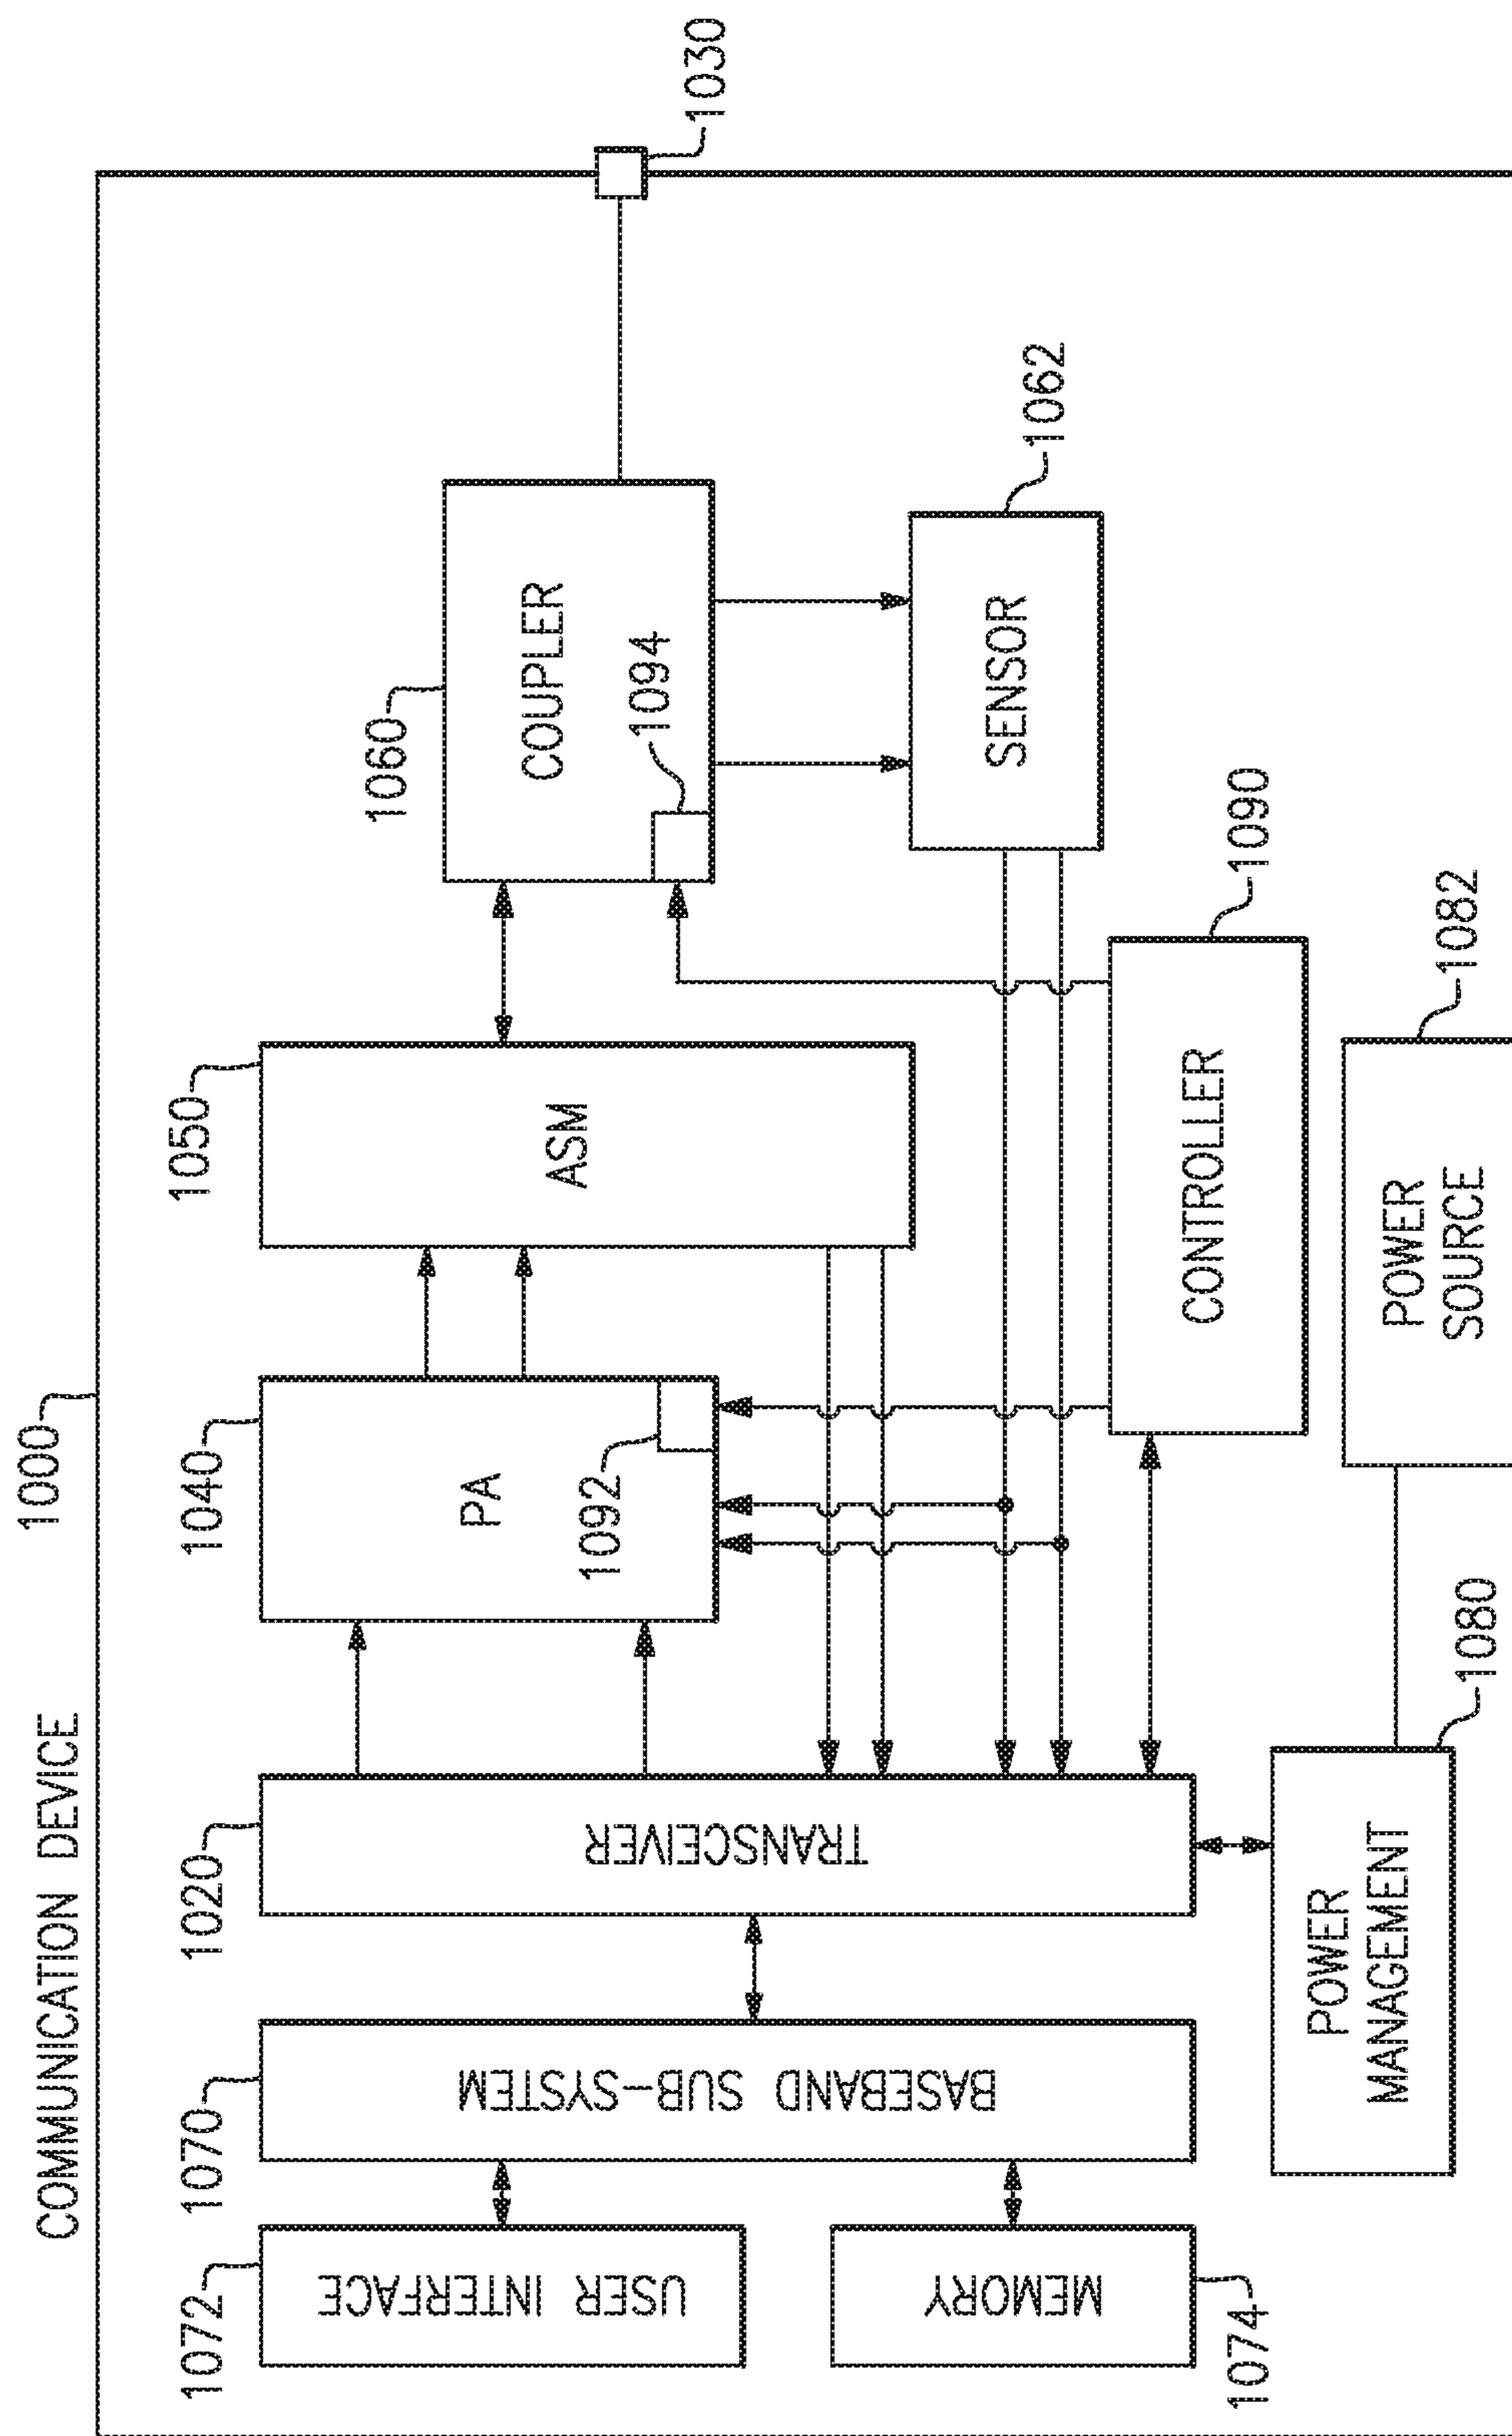 COMMUNICATION DEVICE
1000
1072
USER INTERFACE
1074
MEMORY
1070
BASEBAND SUB-SYSTEM
1020
TRANSCEIVER
1040
PA
1092
1050
ASM
1060
COUPLER
1094
1030
SENSOR
1062
CONTROLLER
1090
POWER
MANAGEMENT
1080
POWER
SOURCE
1082